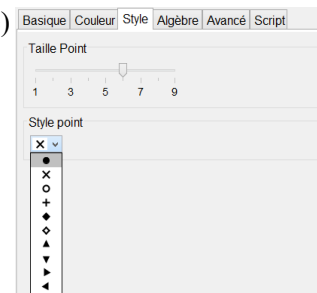 )
Basique Couleur Style Algèbre Avancé Script
Taille Point
1 3 5 7 9
Style point